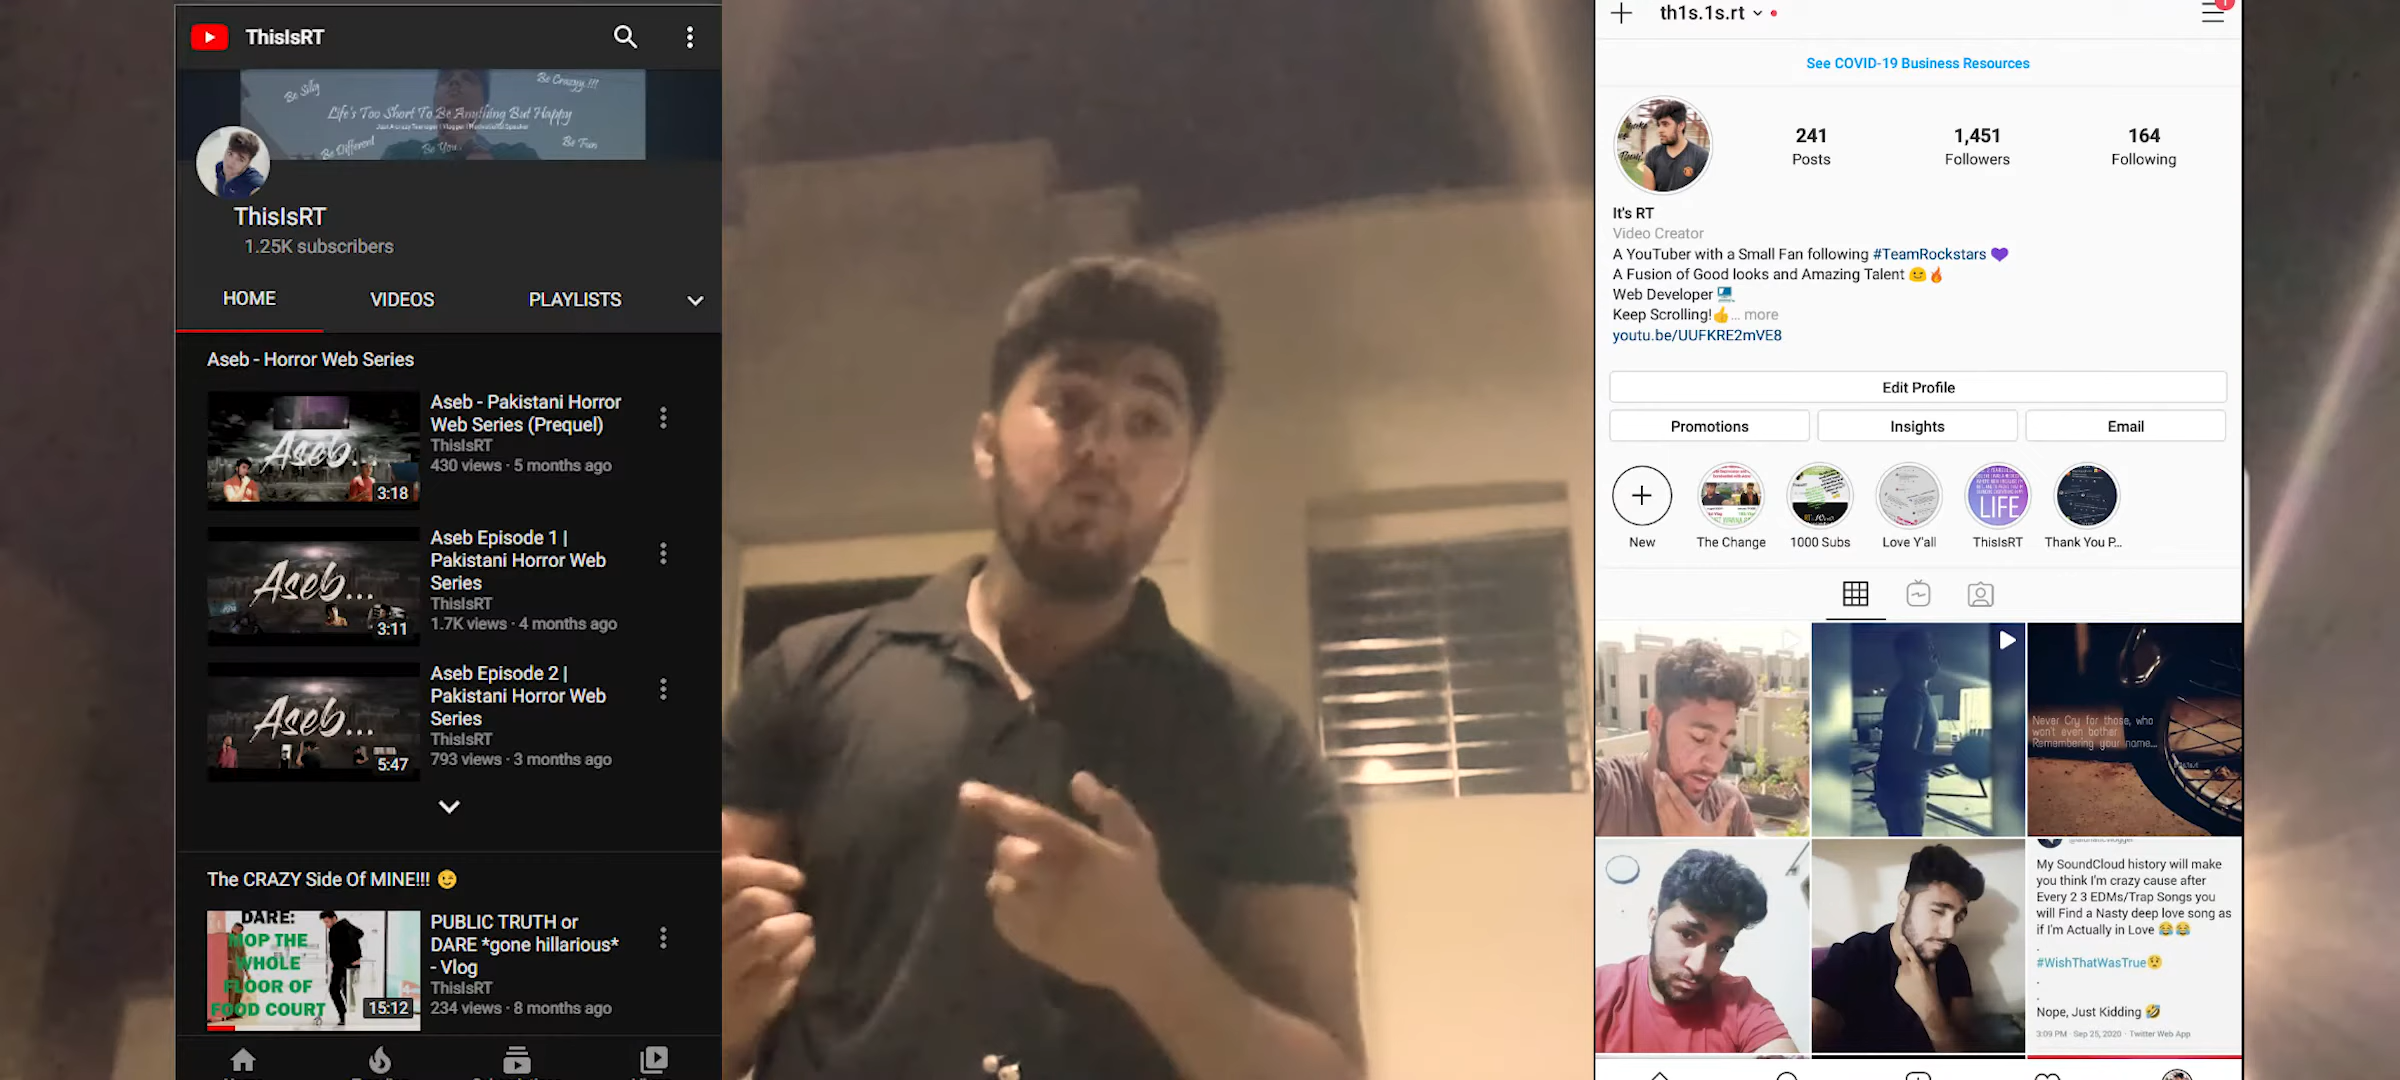 ThisIsRT
Be Silly
Be Crazyy!!!
Life's Too Short To Be Anything But Happy
Be Different
Be You
Be Fun
ThisIsRT
1.25K subscribers
HOME
VIDEOS
PLAYLISTS
Aseb - Horror Web Series
Aseb...
3:18
Aseb - Pakistani Horror
Web Series (Prequel)
ThisIsRT
430 views · 5 months ago
Aseb...
3:11
Aseb Episode 1 |
Pakistani Horror Web
Series
ThisIsRT
1.7K views · 4 months ago
Aseb...
5:47
Aseb Episode 2 |
Pakistani Horror Web
Series
ThisIsRT
793 views · 3 months ago
The CRAZY Side Of MINE!!! 😉
DARE:
MOP THE
WHOLE
FLOOR OF
FOOD COURT
15:12
PUBLIC TRUTH or
DARE *gone hillarious*
- Vlog
ThisIsRT
234 views · 8 months ago
th1s.1s.rt
1
See COVID-19 Business Resources
241
Posts
1,451
Followers
164
Following
It's RT
Video Creator
A YouTuber with a Small Fan following #TeamRockstars 💜
A Fusion of Good looks and Amazing Talent 😉🔥
Web Developer 💻
Keep Scrolling!👍... more
youtu.be/UUFKRE2mVE8
Edit Profile
Promotions
Insights
Email
New
The Change
1000 Subs
Love Y'all
LIFE
ThisIsRT
Thank You P...
Never Cry for those, who
won't even bother
Remembering your name...
My SoundCloud history will make
you think I'm crazy cause after
Every 2 3 EDMs/Trap Songs you
will Find a Nasty deep love song as
if I'm Actually in Love 😂😂
.
#WishThatWasTrue😢
.
.
Nope, Just Kidding 🤣
3:09 PM · Sep 25, 2020 · Twitter Web App